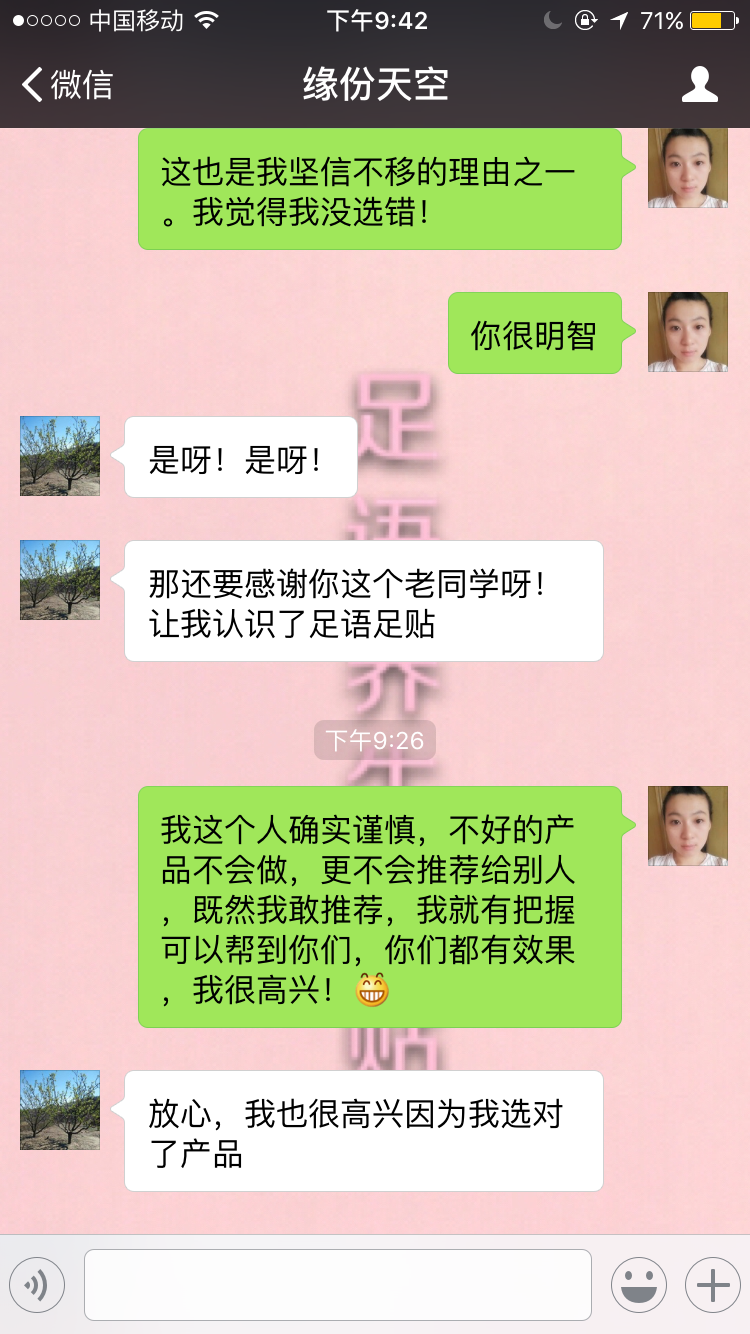 中国移动 下午9:42 71%
微信 缘份天空
这也是我坚信不移的理由之一
。我觉得我没选错！
你很明智
足
是呀！是呀！
语
那还要感谢你这个老同学呀！
让我认识了足语足贴
养
下午9:26
生
我这个人确实谨慎，不好的产
品不会做，更不会推荐给别人
，既然我敢推荐，我就有把握
可以帮到你们，你们都有效果
，我很高兴！😁
贴
放心，我也很高兴因为我选对
了产品